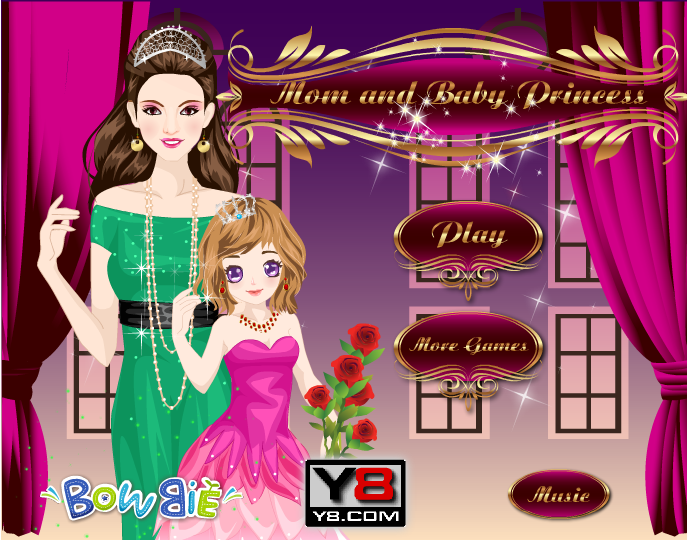 Mom and Baby Princess
Play
More Games
BOWBIE
Y8
Y8.COM
Music